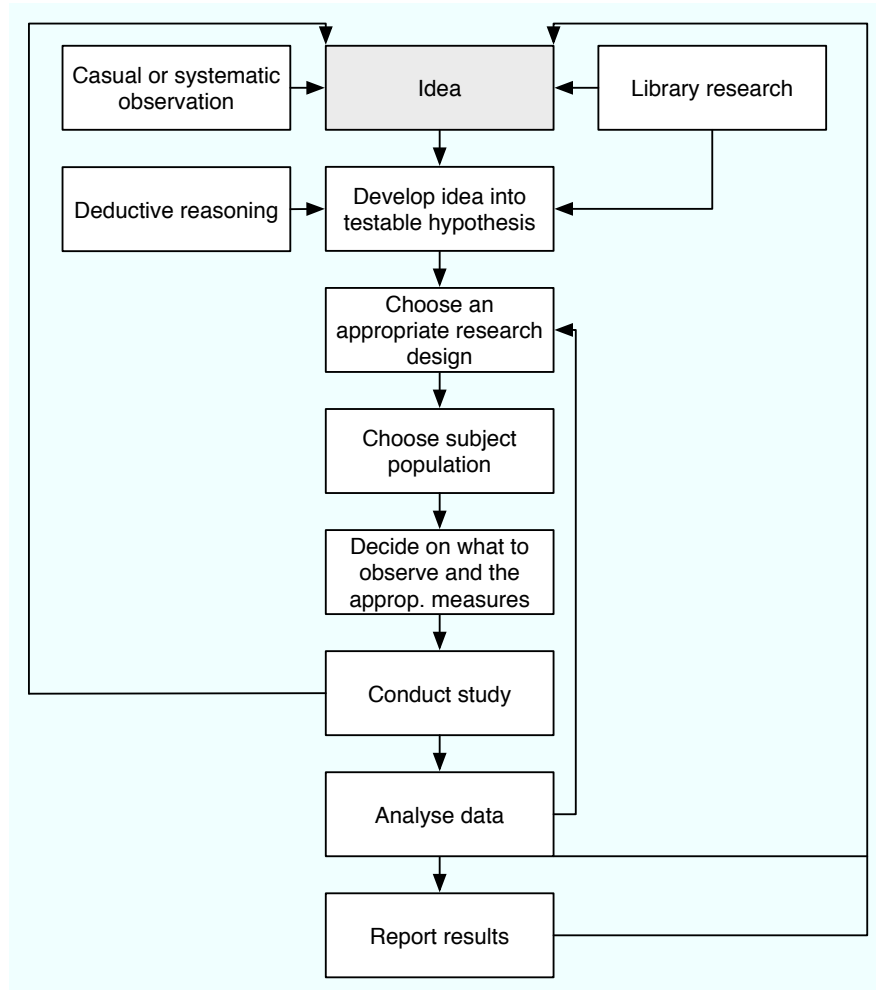 Casual or systematic
observation
Idea
Library research
Deductive reasoning
Develop idea into
testable hypothesis
Choose an
appropriate research
design
Choose subject
population
Decide on what to
observe and the
approp. measures
Conduct study
Analyse data
Report results